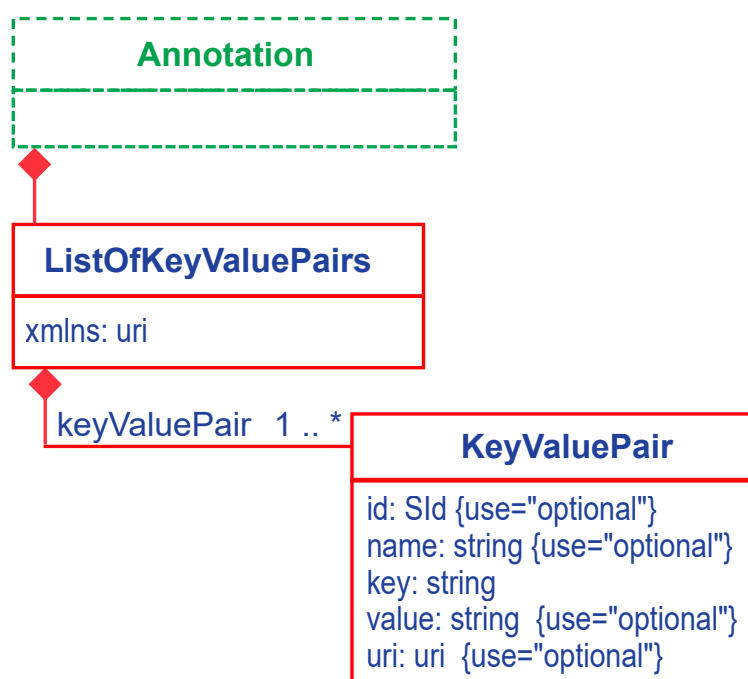 Annotation
ListOfKeyValuePairs
xmlns: uri
keyValuePair 1 .. *
KeyValuePair
id: SId {use="optional"}
name: string {use="optional"}
key: string
value: string {use="optional"}
uri: uri {use="optional"}